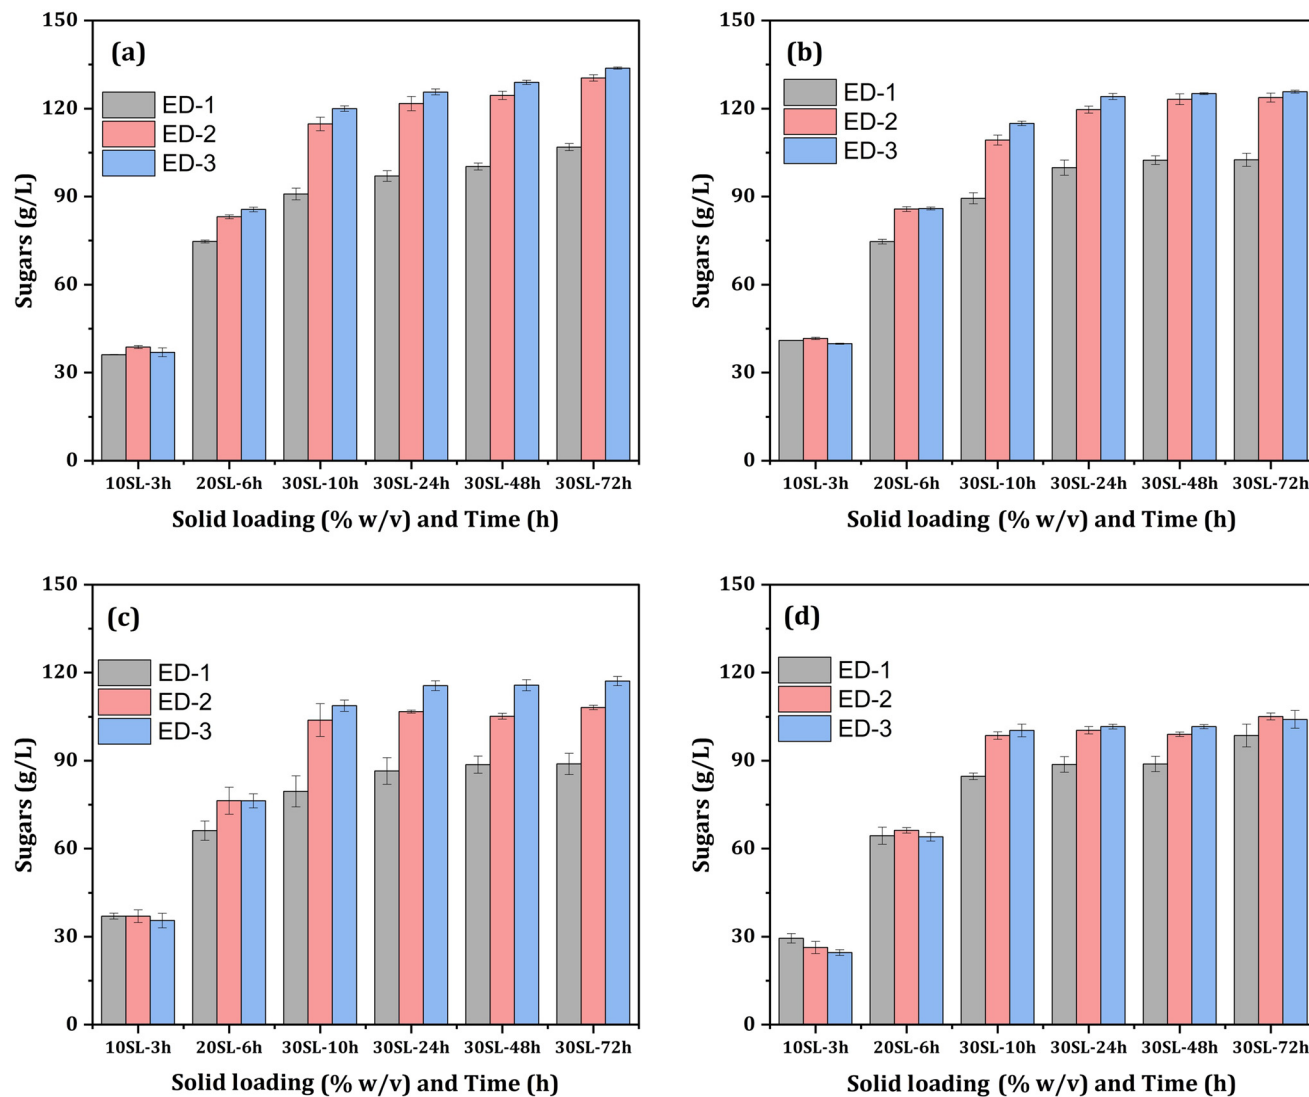 (a)
ED-1
ED-2
ED-3
Sugars (g/L)
150
120
90
60
30
0
10SL-3h 20SL-6h 30SL-10h 30SL-24h 30SL-48h 30SL-72h
Solid loading (% w/v) and Time (h)
(b)
ED-1
ED-2
ED-3
Sugars (g/L)
150
120
90
60
30
0
10SL-3h 20SL-6h 30SL-10h 30SL-24h 30SL-48h 30SL-72h
Solid loading (% w/v) and Time (h)
(c)
ED-1
ED-2
ED-3
Sugars (g/L)
150
120
90
60
30
0
10SL-3h 20SL-6h 30SL-10h 30SL-24h 30SL-48h 30SL-72h
Solid loading (% w/v) and Time (h)
(d)
ED-1
ED-2
ED-3
Sugars (g/L)
150
120
90
60
30
0
10SL-3h 20SL-6h 30SL-10h 30SL-24h 30SL-48h 30SL-72h
Solid loading (% w/v) and Time (h)